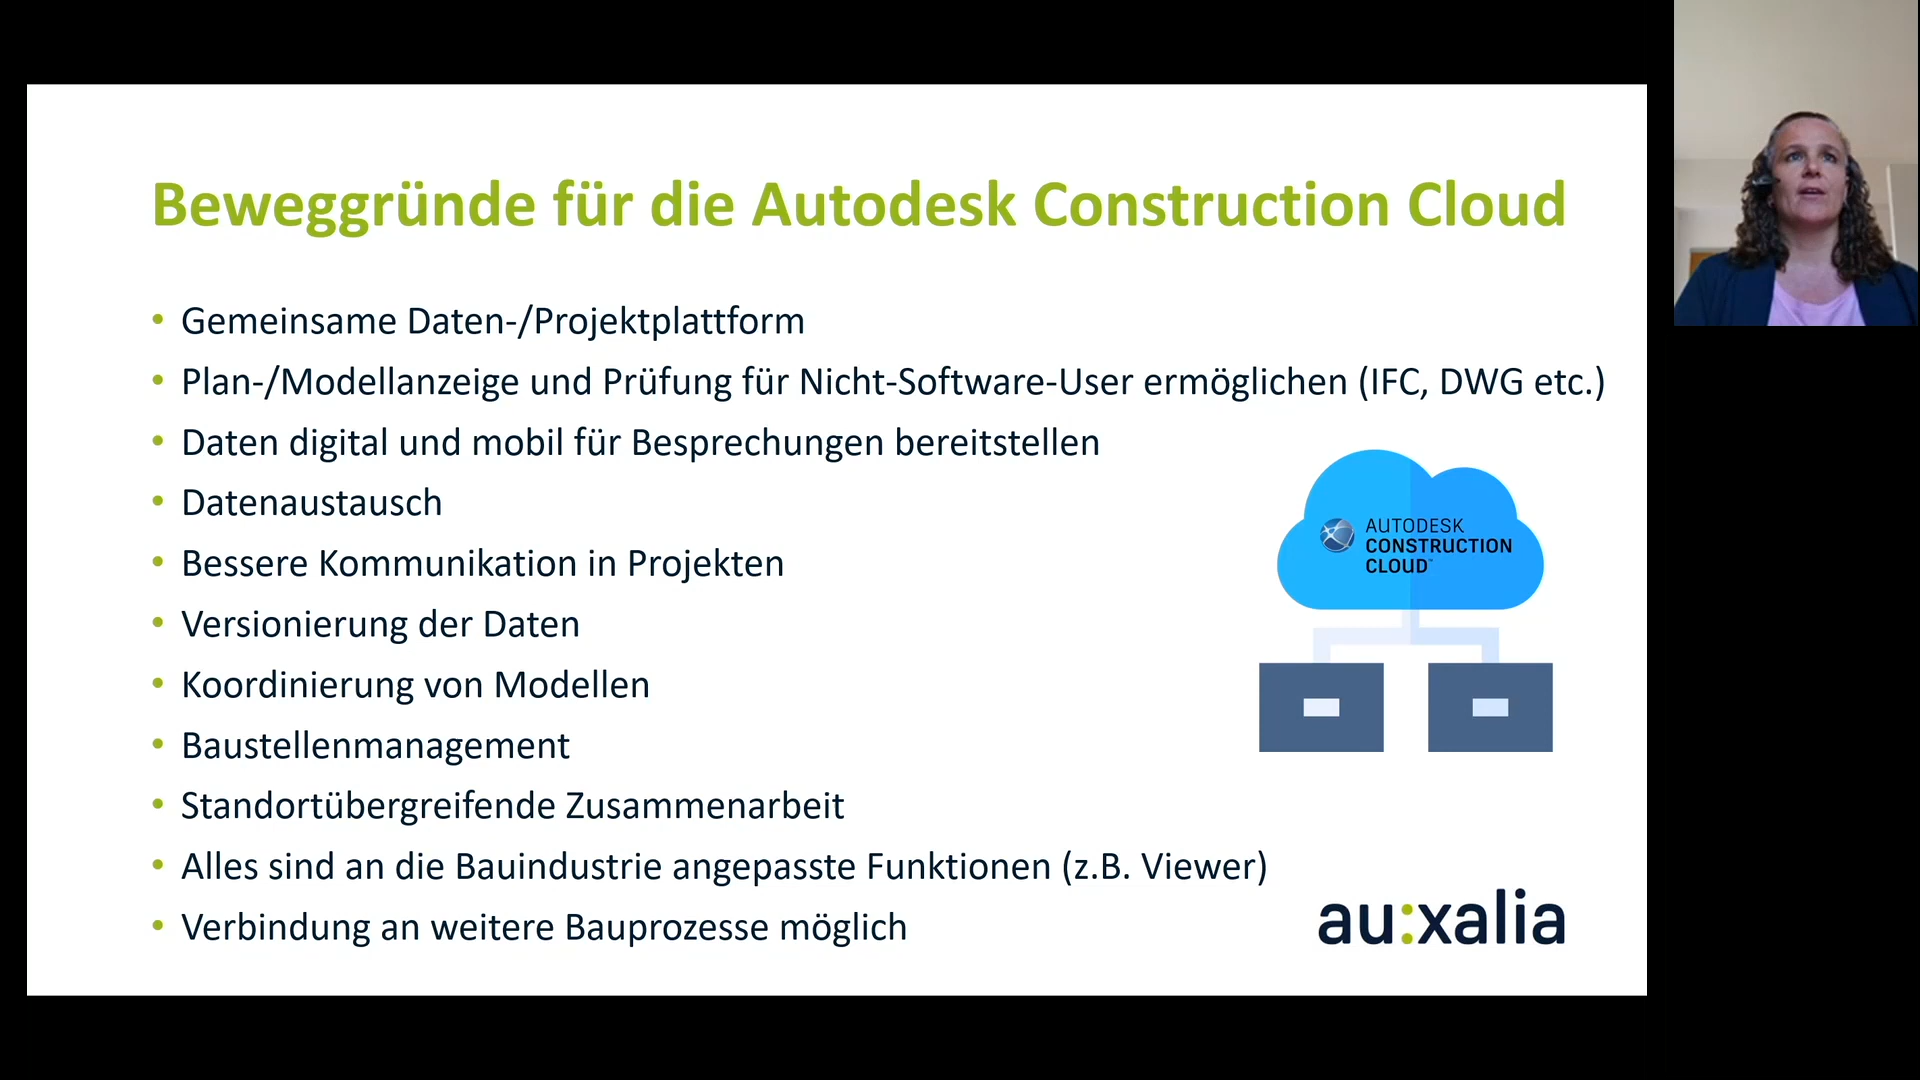 Beweggründe für die Autodesk Construction Cloud
• Gemeinsame Daten-/Projektplattform
• Plan-/Modellanzeige und Prüfung für Nicht-Software-User ermöglichen (IFC, DWG etc.)
• Daten digital und mobil für Besprechungen bereitstellen
• Datenaustausch
• Bessere Kommunikation in Projekten
• Versionierung der Daten
• Koordinierung von Modellen
• Baustellenmanagement
• Standortübergreifende Zusammenarbeit
• Alles sind an die Bauindustrie angepasste Funktionen (z.B. Viewer)
• Verbindung an weitere Bauprozesse möglich
AUTODESK
CONSTRUCTION
CLOUD™
au:xalia